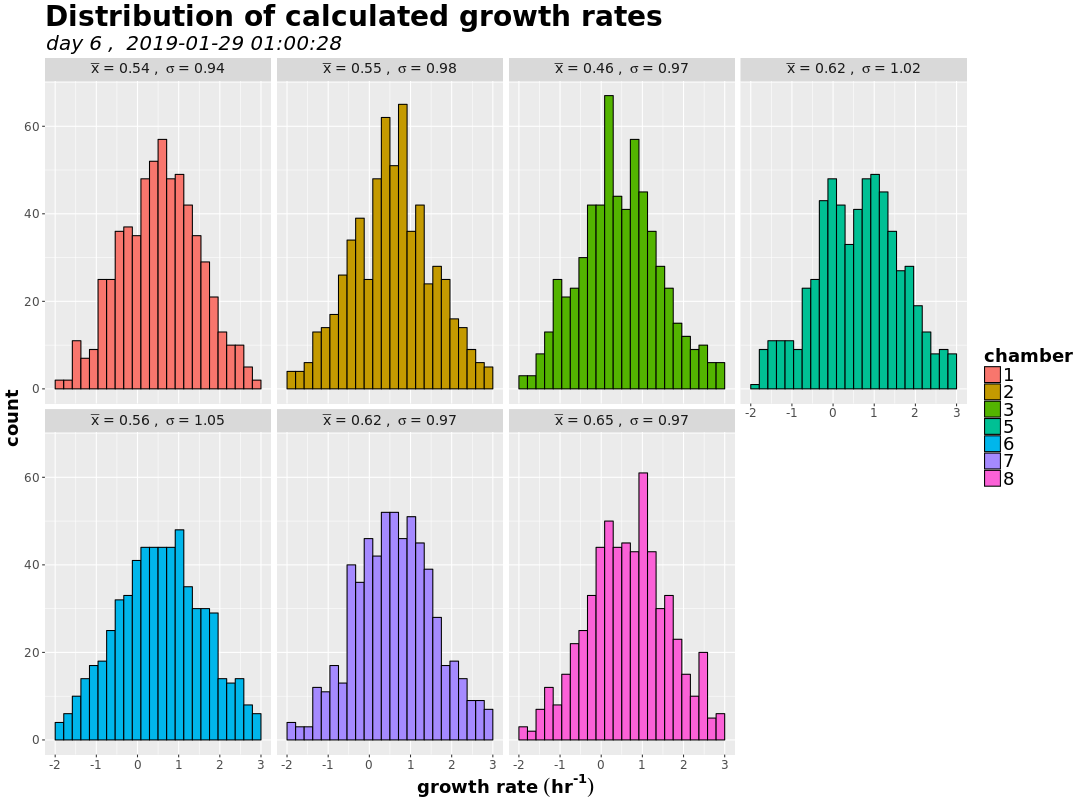 Distribution of calculated growth rates
day 6 ,  2019-01-29 01:00:28
x̅ = 0.54 ,  σ = 0.94
x̅ = 0.55 ,  σ = 0.98
x̅ = 0.46 ,  σ = 0.97
x̅ = 0.62 ,  σ = 1.02
60
40
20
0
-2 -1 0 1 2 3
count
x̅ = 0.56 ,  σ = 1.05
x̅ = 0.62 ,  σ = 0.97
x̅ = 0.65 ,  σ = 0.97
60
40
20
0
-2 -1 0 1 2 3
-2 -1 0 1 2 3
-2 -1 0 1 2 3
growth rate (hr⁻¹)
chamber
1
2
3
5
6
7
8